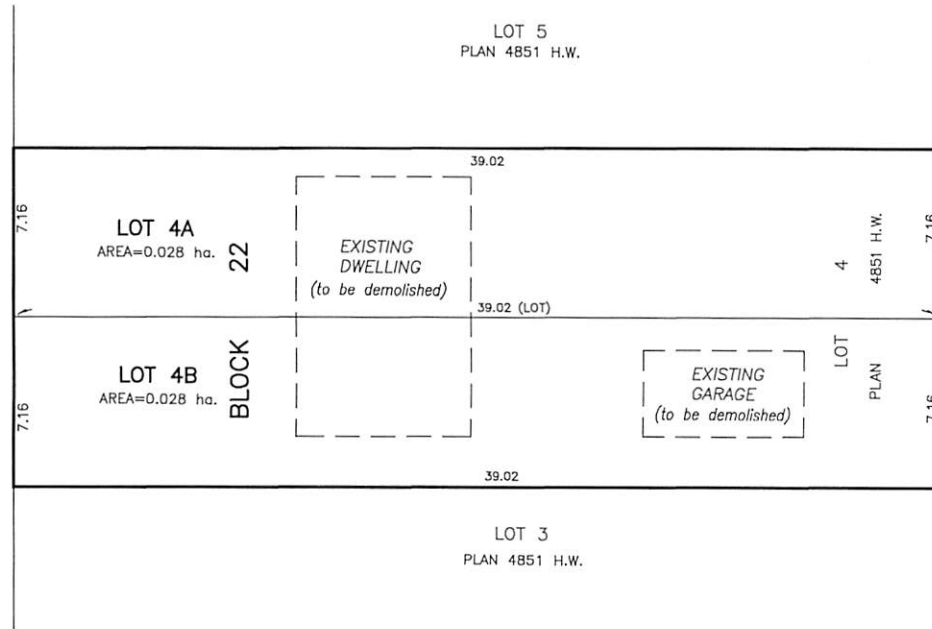 LOT 5
PLAN 4851 H.W.
39.02
7.16
LOT 4A
AREA=0.028 ha.
BLOCK 22
EXISTING
DWELLING
(to be demolished)
LOT 4
PLAN 4851 H.W.
7.16
39.02 (LOT)
7.16
LOT 4B
AREA=0.028 ha.
EXISTING
GARAGE
(to be demolished)
7.16
39.02
LOT 3
PLAN 4851 H.W.